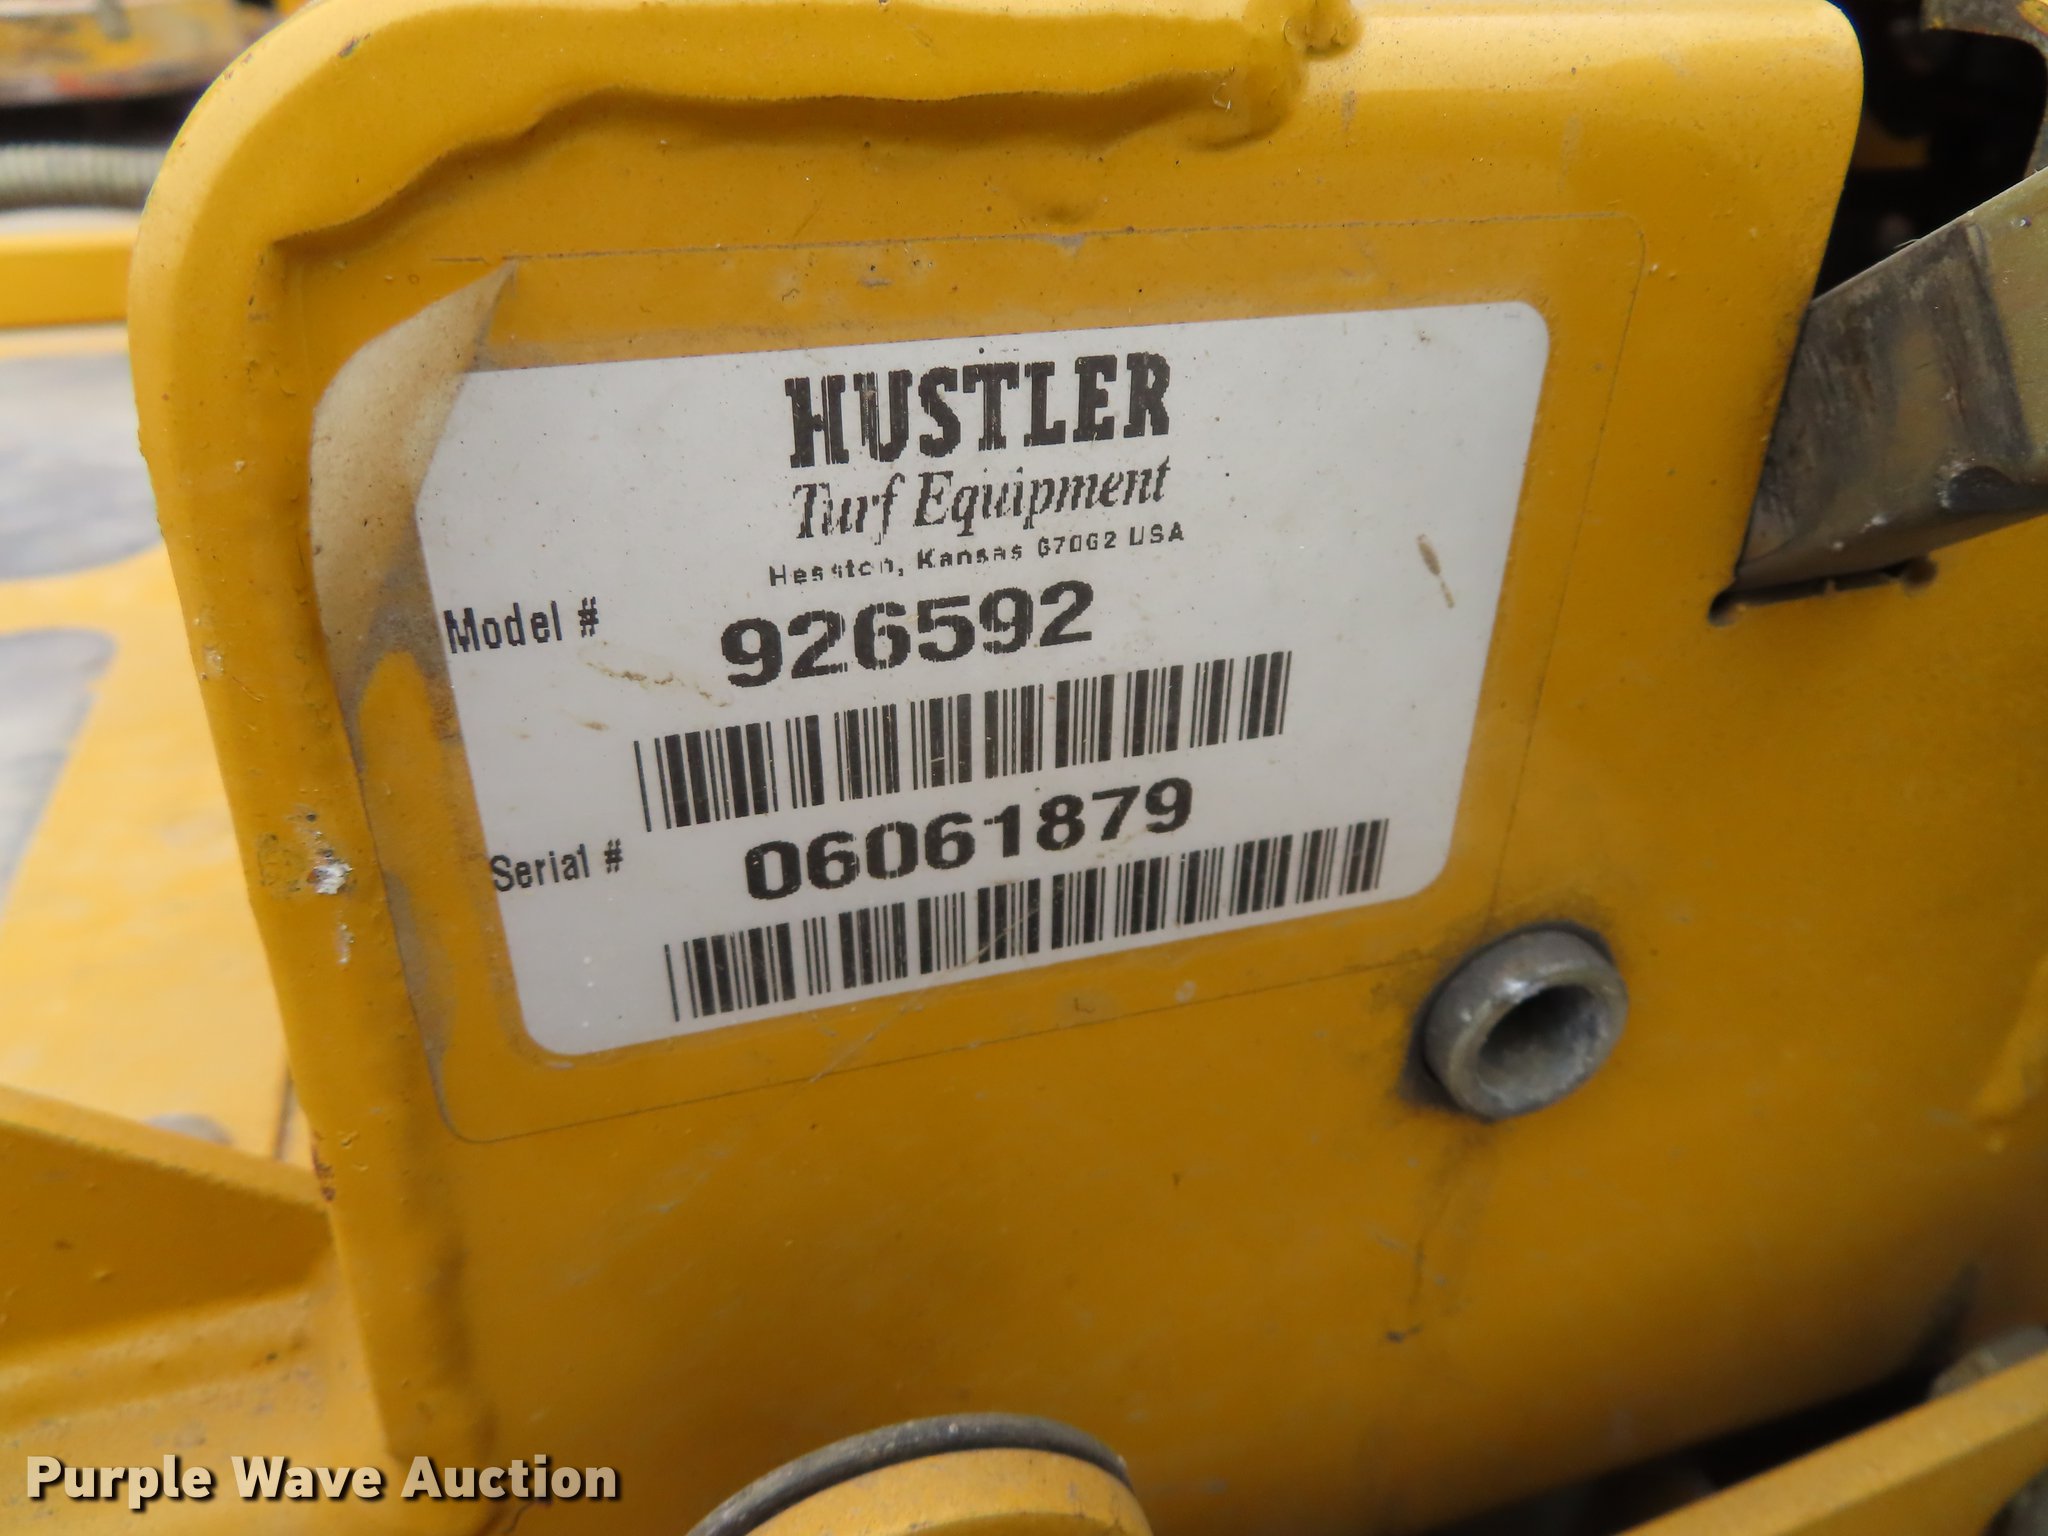 HUSTLER
Turf Equipment
Hesston, Kansas 67062 USA
Model # 926592
Serial # 06061879
Purple Wave Auction